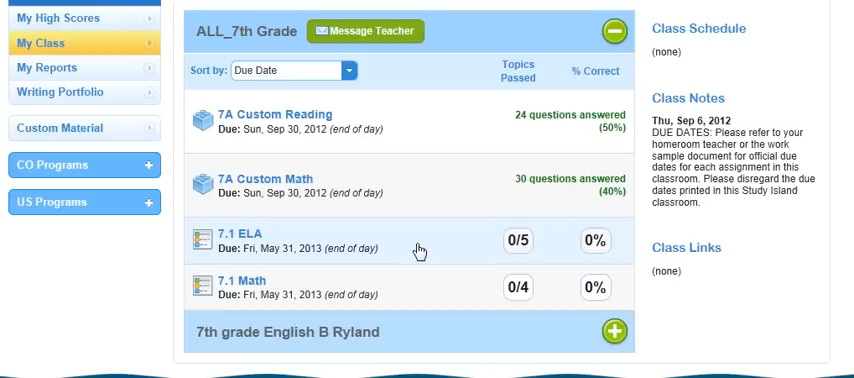 My High Scores
My Class
My Reports
Writing Portfolio
Custom Material
CO Programs
US Programs
ALL_7th Grade
Message Teacher
Sort by: Due Date
Topics
Passed
% Correct
7A Custom Reading
Due: Sun, Sep 30, 2012 (end of day)
24 questions answered
(50%)
7A Custom Math
Due: Sun, Sep 30, 2012 (end of day)
30 questions answered
(40%)
7.1 ELA
Due: Fri, May 31, 2013 (end of day)
0/5
0%
7.1 Math
Due: Fri, May 31, 2013 (end of day)
0/4
0%
7th grade English B Ryland
Class Schedule
(none)
Class Notes
Thu, Sep 6, 2012
DUE DATES: Please refer to your
homeroom teacher or the work
sample document for official due
dates for each assignment in this
classroom. Please disregard the due
dates printed in this Study Island
classroom.
Class Links
(none)